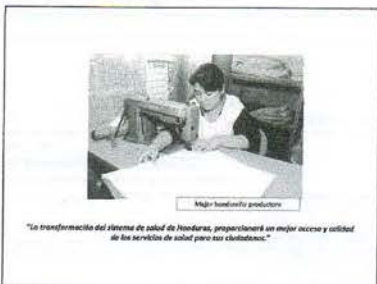 Mujer hondureña productora
"La transformación del sistema de salud de Honduras, proporcionará un mejor acceso y calidad
de los servicios de salud para sus ciudadanos."